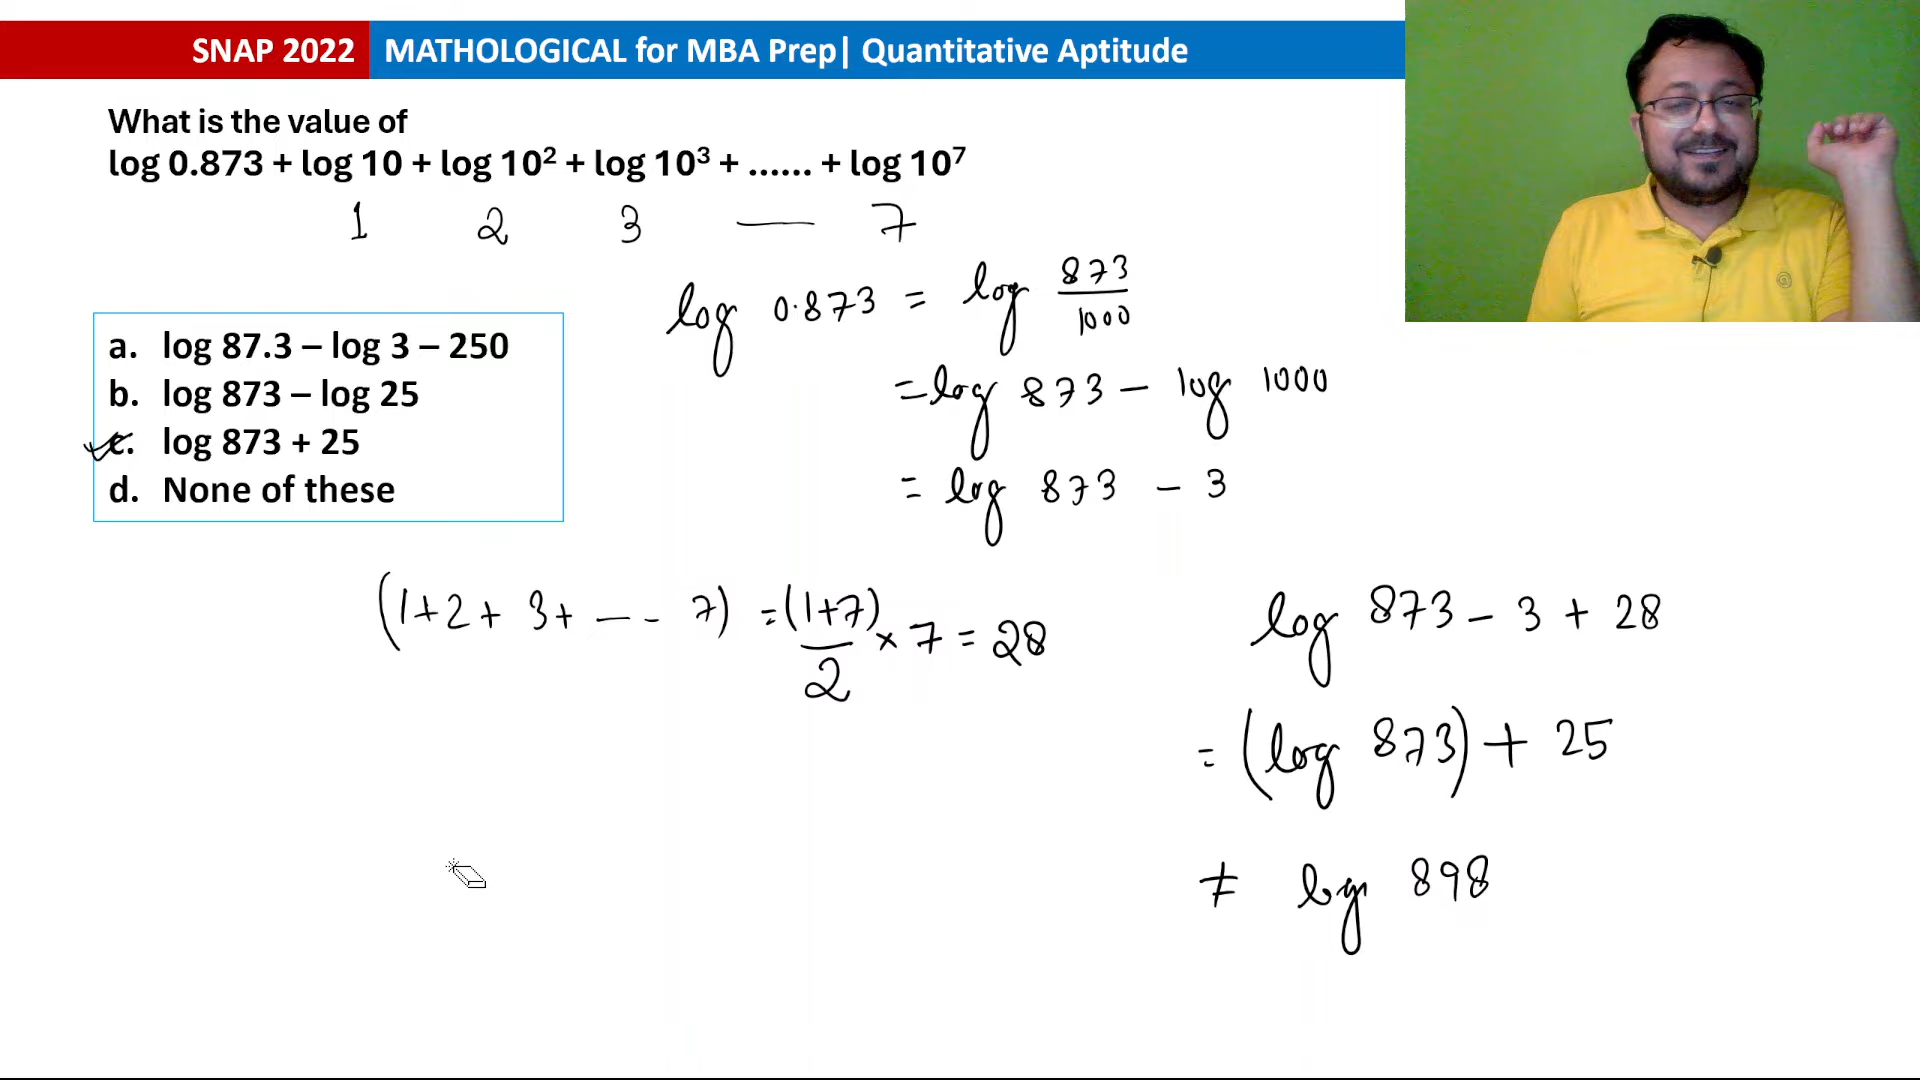 SNAP 2022 MATHOLOGICAL for MBA Prep| Quantitative Aptitude
What is the value of
log 0.873 + log 10 + log 10² + log 10³ + ...... + log 10⁷
1 2 3 — 7
log 0.873 = log 873/1000
= log 873 – log 1000
= log 873 – 3
a. log 87.3 – log 3 – 250
b. log 873 – log 25
c. log 873 + 25
d. None of these
(1+2+ 3+ — - 7) = (1+7)/2 × 7 = 28
log 873 – 3 + 28
= (log 873) + 25
≠ log 898